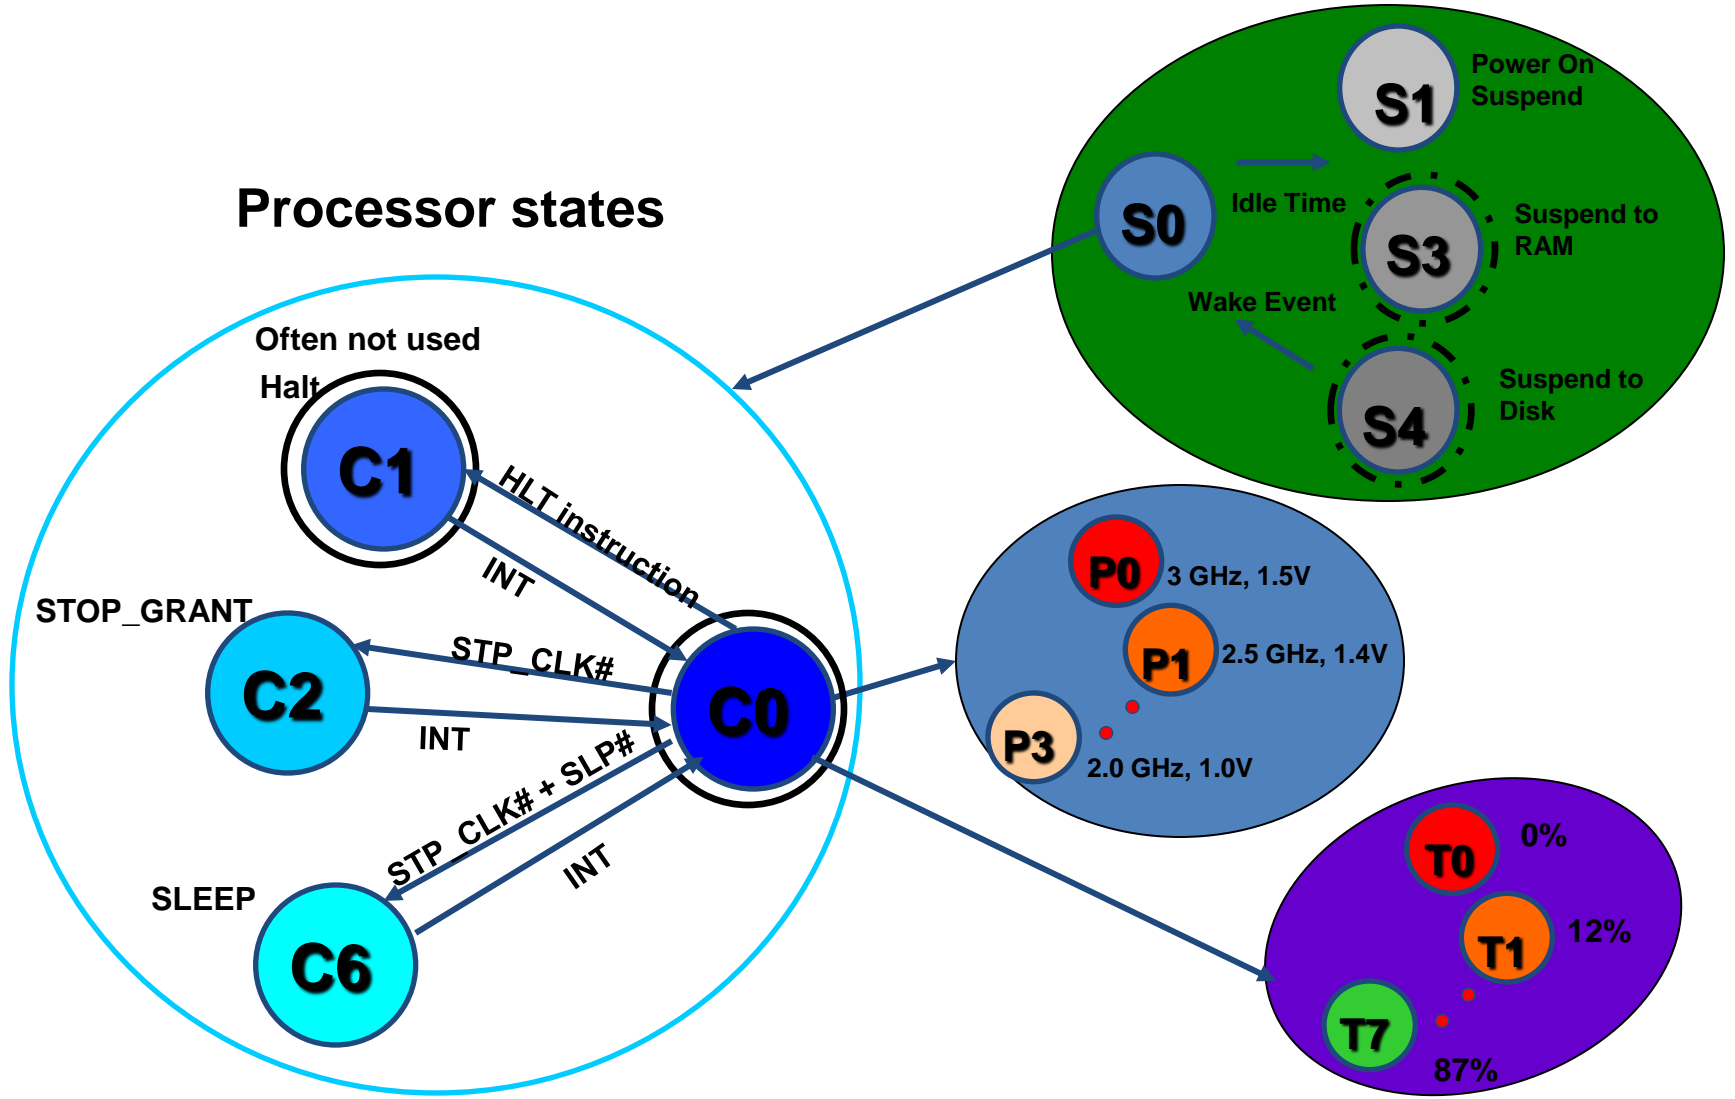 Processor states
Often not used
Halt
C1
HLT instruction
INT
STOP_GRANT
C2
STP_CLK#
INT
C0
STP_CLK# + SLP#
INT
SLEEP
C6
S0
Idle Time
Wake Event
S1
Power On
Suspend
S3
Suspend to
RAM
S4
Suspend to
Disk
P0
3 GHz, 1.5V
P1
2.5 GHz, 1.4V
P3
2.0 GHz, 1.0V
T0
0%
T1
12%
T7
87%